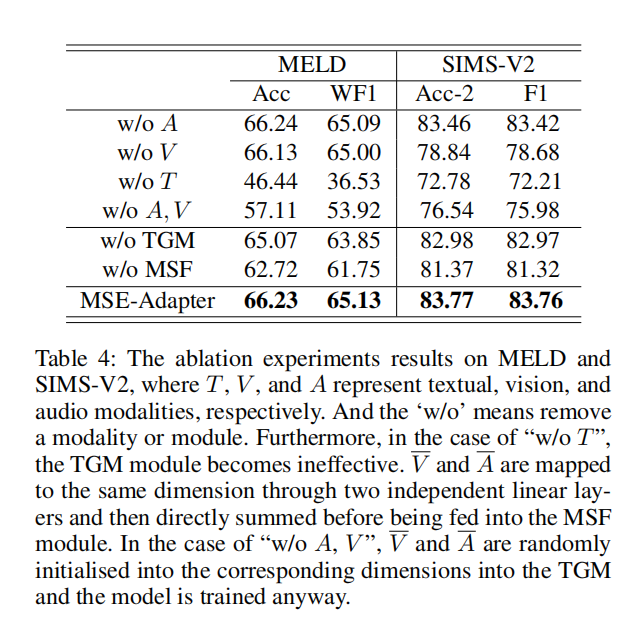 MELD SIMS-V2
Acc WF1 Acc-2 F1
w/o A 66.24 65.09 83.46 83.42
w/o V 66.13 65.00 78.84 78.68
w/o T 46.44 36.53 72.78 72.21
w/o A, V 57.11 53.92 76.54 75.98
w/o TGM 65.07 63.85 82.98 82.97
w/o MSF 62.72 61.75 81.37 81.32
MSE-Adapter 66.23 65.13 83.77 83.76
Table 4: The ablation experiments results on MELD and
SIMS-V2, where T, V, and A represent textual, vision, and
audio modalities, respectively. And the ‘w/o’ means remove
a modality or module. Furthermore, in the case of “w/o T”,
the TGM module becomes ineffective. V̅ and A̅ are mapped
to the same dimension through two independent linear lay-
ers and then directly summed before being fed into the MSF
module. In the case of “w/o A, V”, V̅ and A̅ are randomly
initialised into the corresponding dimensions into the TGM
and the model is trained anyway.